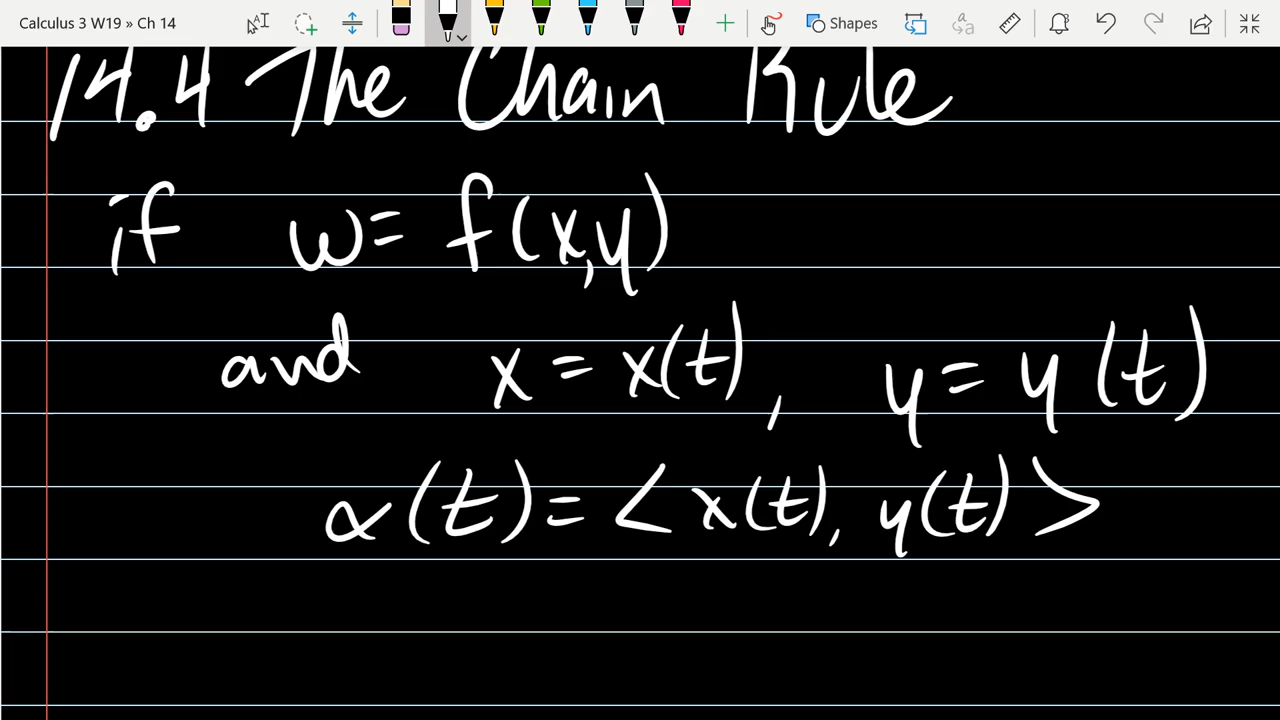 Calculus 3 W19 » Ch 14
Shapes
14.4 The Chain Rule
if w = f(x,y)
and x = x(t), y = y(t)
α(t) = < x(t), y(t) >